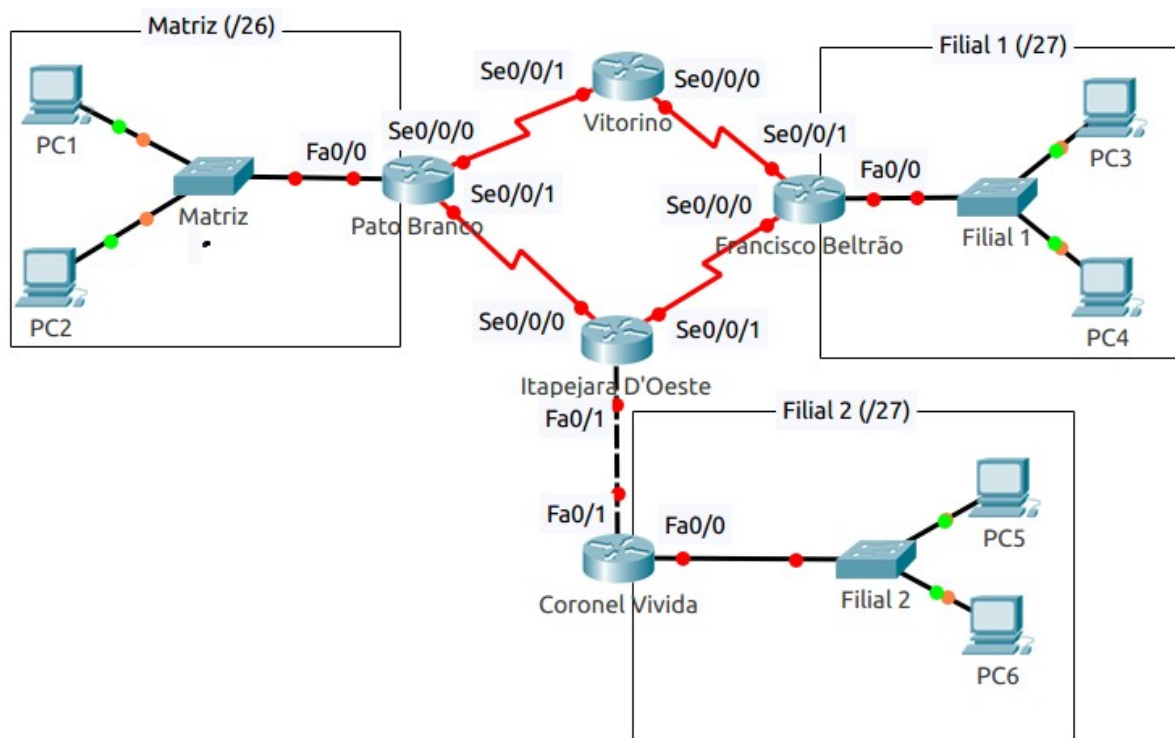 Matriz (/26)
PC1
PC2
Matriz
Fa0/0
Se0/0/0
Se0/0/1
Pato Branco
Se0/0/1
Se0/0/0
Vitorino
Se0/0/1
Se0/0/0
Fa0/0
Francisco Beltrão
Filial 1 (/27)
PC3
Filial 1
PC4
Se0/0/0
Se0/0/1
Itapejara D'Oeste
Fa0/1
Filial 2 (/27)
Fa0/1
Fa0/0
Coronel Vivida
PC5
Filial 2
PC6